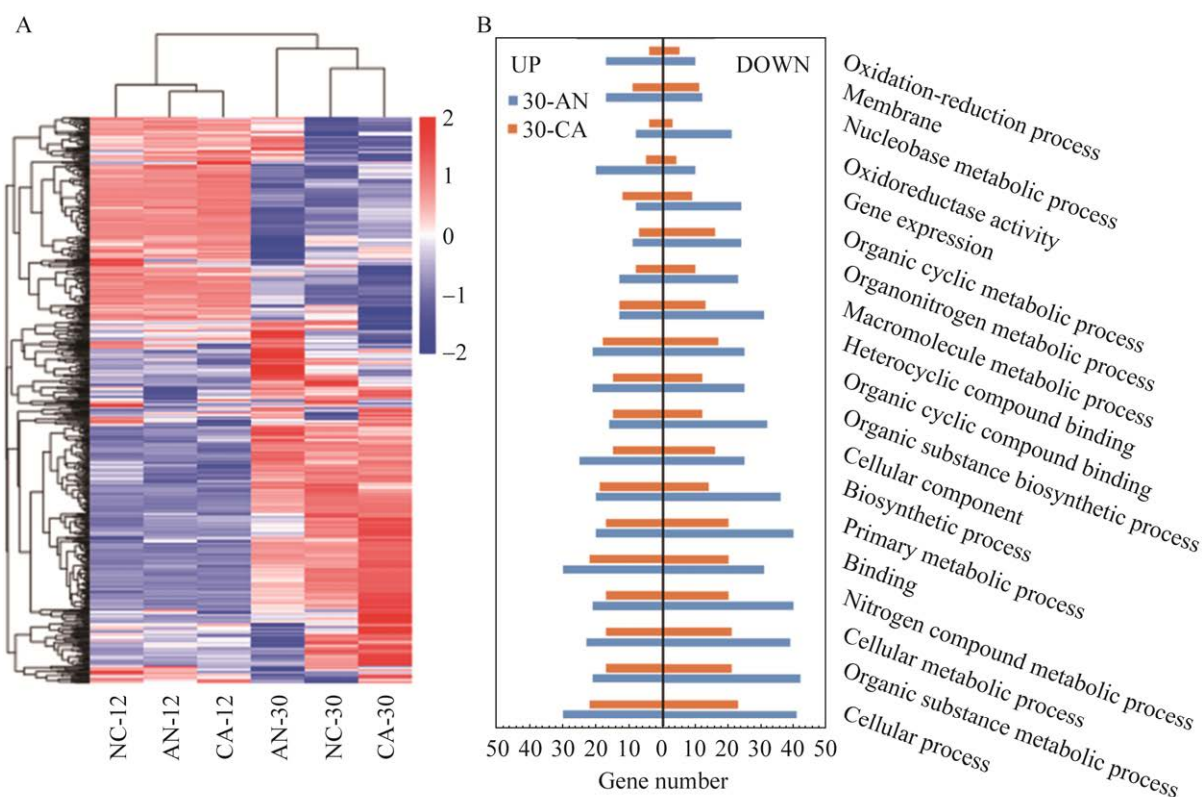 A
2
1
0
−1
−2
NC-12
AN-12
CA-12
AN-30
NC-30
CA-30
B
UP
DOWN
30-AN
30-CA
Oxidation-reduction process
Membrane
Nucleobase metabolic process
Oxidoreductase activity
Gene expression
Organic cyclic metabolic process
Organonitrogen metabolic process
Macromolecule metabolic process
Heterocyclic compound binding
Organic cyclic compound binding
Organic substance biosynthetic process
Cellular component
Biosynthetic process
Primary metabolic process
Binding
Nitrogen compound metabolic process
Cellular metabolic process
Organic substance metabolic process
Cellular process
50 40 30 20 10 0 10 20 30 40 50
Gene number